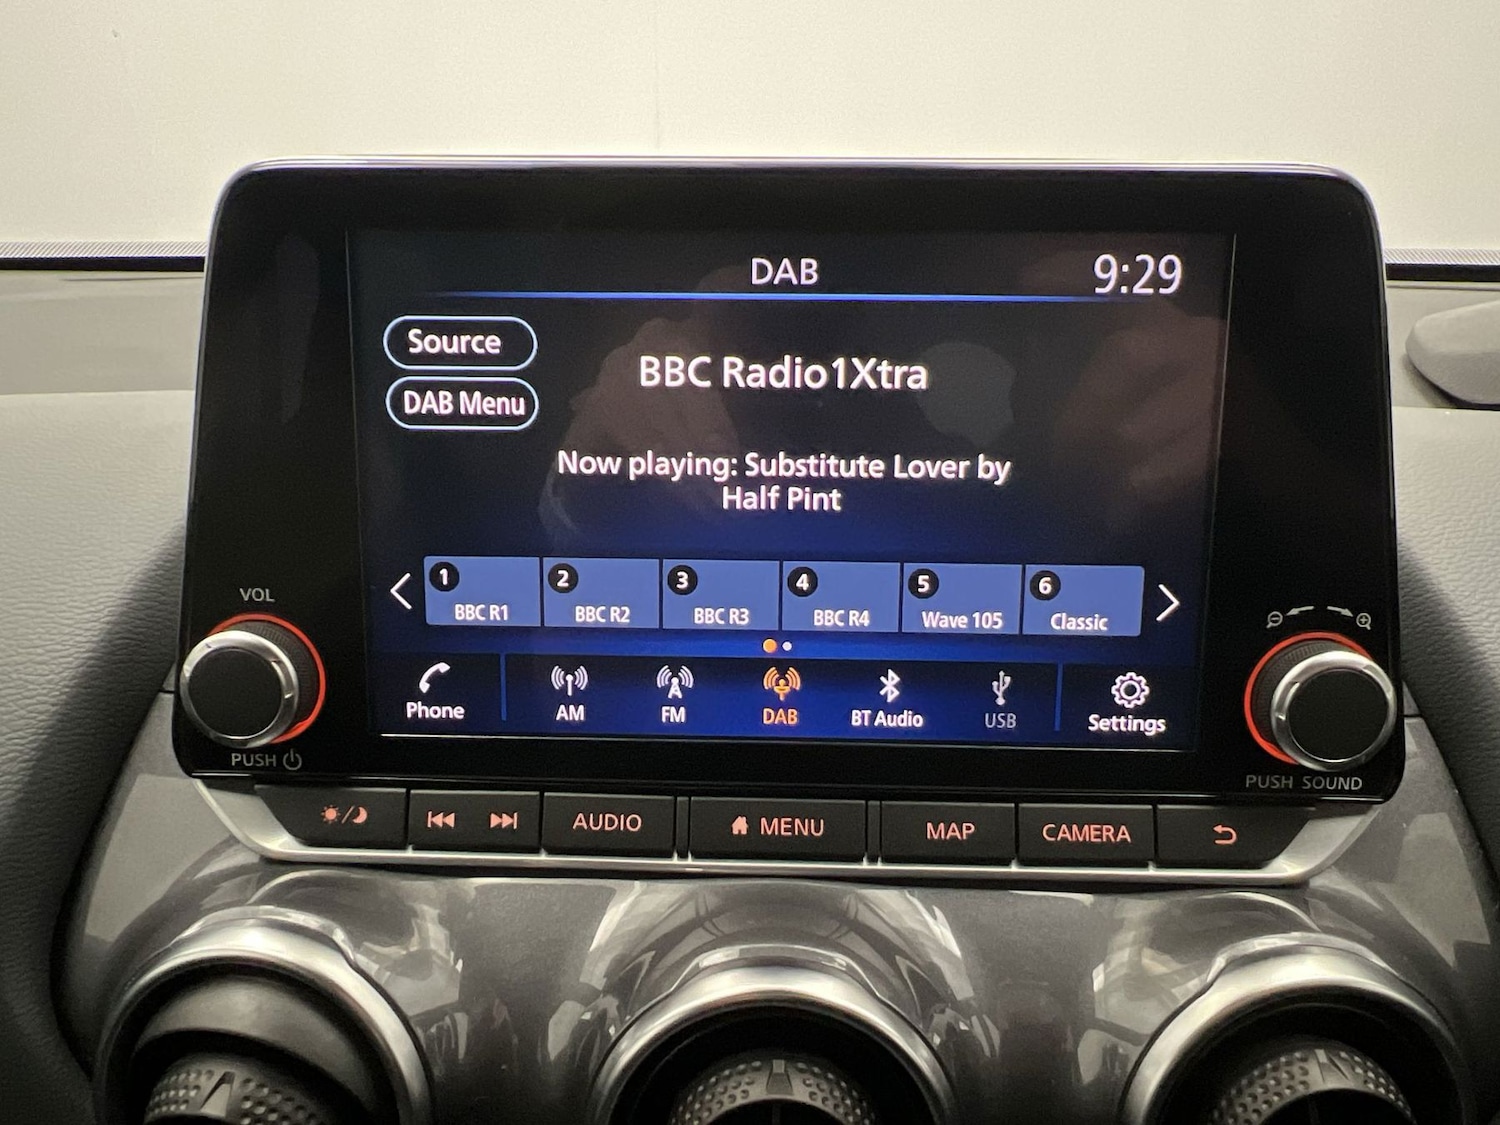 DAB
9:29
Source
BBC Radio1Xtra
DAB Menu
Now playing: Substitute Lover by
Half Pint
1
2
3
4
5
6
BBC R1
BBC R2
BBC R3
BBC R4
Wave 105
Classic
VOL
PUSH
Phone
AM
FM
DAB
BT Audio
USB
Settings
PUSH SOUND
AUDIO
MENU
MAP
CAMERA